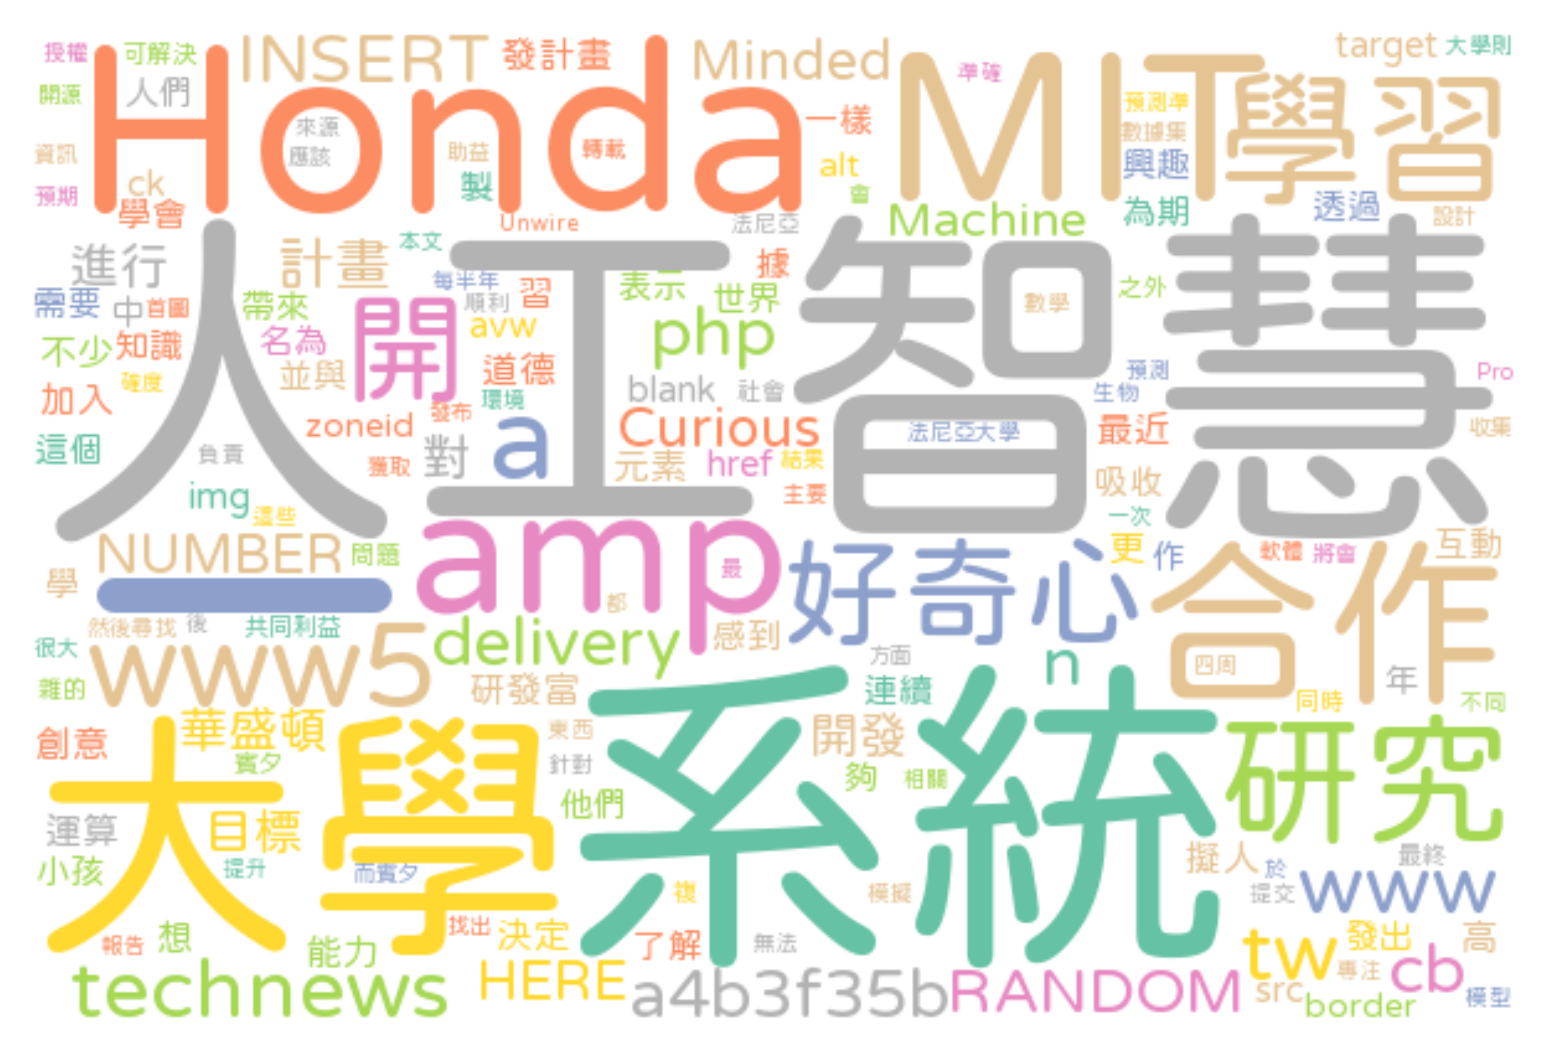 授權 可解決 INSERT 發計畫 Minded target 大學則
開源 人們 Honda MIT 學習
準確 預測準 數據集
來源 應該 助益 轉載 一樣
資訊 ck 製 alt 興趣
預期 學會 會 Machine 為期 透過 設計
Unwire 法尼亞
進行 計畫 本文 人工智慧
每半年 表示 據 之外
需要 中 首圖 帶來 順利 習 世界 數學
不少 知識 名為 開 avw php
確度 並與 道德 預測 Pro
加入 環境 blank 社會 生物
zoneid 發布 a Curious 法尼亞大學 最近 收集
這個 負責 獲取 對 元素 href 結果
img 主要 吸收
這些 一次
NUMBER 問題 amp 好奇心 更 作 軟體 將會 互動
學 一 最 合作
都
然後尋找 後 共同利益 delivery 感到
很大 www5 方面 n 四周
雜的 研發富 連續 年
同時 不同
創意 華盛頓 東西 系統 開發 研究
賓夕 大學 針對 夠 相關
運算 目標 他們
小孩 提升 而賓夕 複 模擬 擬人 於 最終
提交 www
報告 想 能力 找出 決定 了解 無法 tw 發出 高
technews HERE a4b3f35b RANDOM src 專注 cb
border 模型